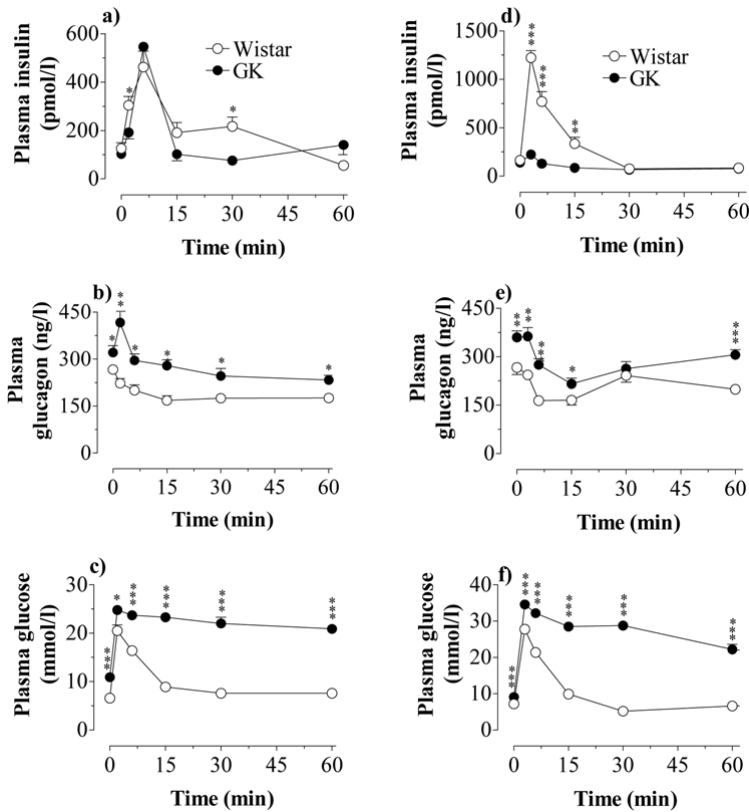 a)
Plasma insulin
(pmol/l)
600
400
200
0
Wistar
GK
*
*
0 15 30 45 60
Time (min)
d)
Plasma insulin
(pmol/l)
1250
1000
750
500
250
0
Wistar
GK
***
***
**
0 15 30 45 60
Time (min)
b)
Plasma
glucagon (ng/l)
450
300
150
0
*
**
*
*
*
*
0 15 30 45 60
Time (min)
e)
Plasma
glucagon (ng/l)
450
300
150
0
**
**
**
*
***
0 15 30 45 60
Time (min)
c)
Plasma glucose
(mmol/l)
30
20
10
0
***
*
***
***
***
***
0 15 30 45 60
Time (min)
f)
Plasma glucose
(mmol/l)
40
30
20
10
0
***
***
***
***
***
***
0 15 30 45 60
Time (min)